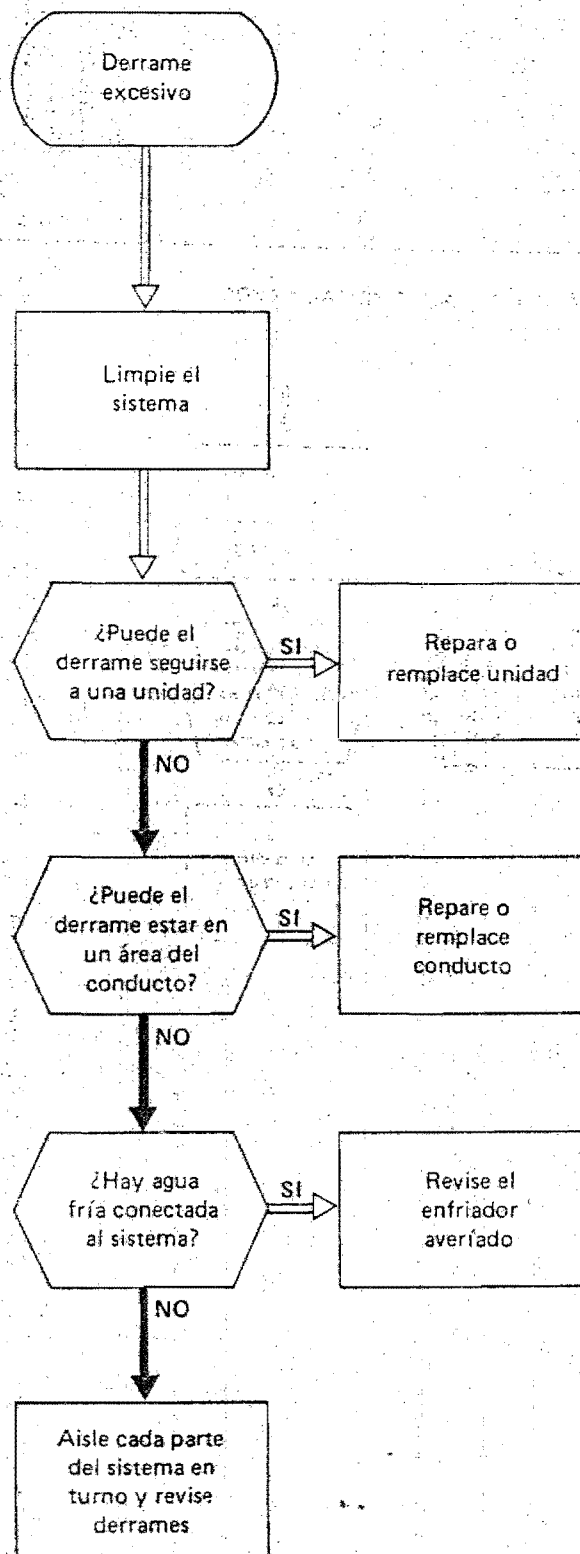 Derrame
excesivo
Limpie el
sistema
¿Puede el
derrame seguirse
a una unidad?
SI
Repara o
remplace unidad
NO
¿Puede el
derrame estar en
un área del
conducto?
SI
Repare o
remplace
conducto
NO
¿Hay agua
fría conectada
al sistema?
SI
Revise el
enfriador
averíado
NO
Aisle cada parte
del sistema en
turno y revise
derrames